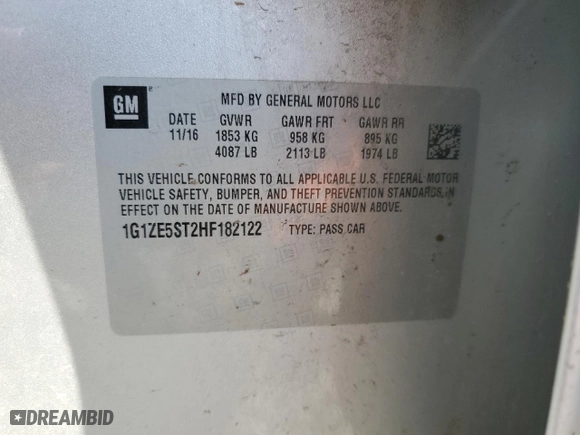 GM
MFD BY GENERAL MOTORS LLC
DATE GVWR GAWR FRT GAWR RR
11/16 1853 KG 958 KG 895 KG
4087 LB 2113 LB 1974 LB
THIS VEHICLE CONFORMS TO ALL APPLICABLE U.S. FEDERAL MOTOR
VEHICLE SAFETY, BUMPER, AND THEFT PREVENTION STANDARDS IN
EFFECT ON THE DATE OF MANUFACTURE SHOWN ABOVE.
1G1ZE5ST2HF182122 TYPE: PASS CAR
DREAMBID